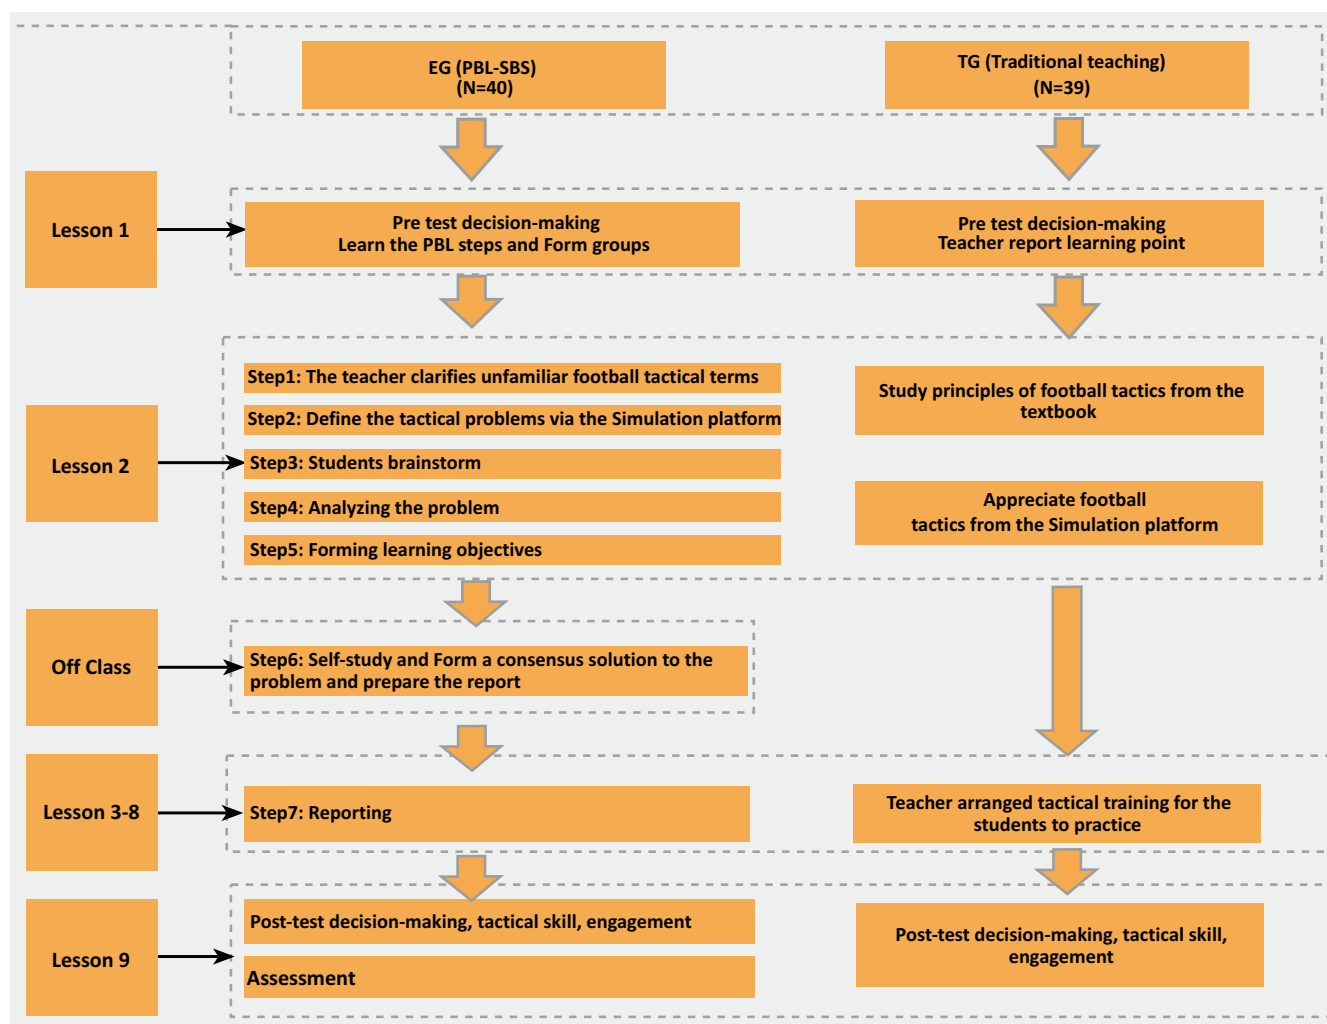 EG (PBL-SBS)
(N=40)
TG (Traditional teaching)
(N=39)
Lesson 1
Pre test decision-making
Learn the PBL steps and Form groups
Pre test decision-making
Teacher report learning point
Lesson 2
Step1: The teacher clarifies unfamiliar football tactical terms
Step2: Define the tactical problems via the Simulation platform
Step3: Students brainstorm
Step4: Analyzing the problem
Step5: Forming learning objectives
Study principles of football tactics from the
textbook
Appreciate football
tactics from the Simulation platform
Off Class
Step6: Self-study and Form a consensus solution to the
problem and prepare the report
Lesson 3-8
Step7: Reporting
Teacher arranged tactical training for the
students to practice
Lesson 9
Post-test decision-making, tactical skill, engagement
Assessment
Post-test decision-making, tactical skill,
engagement